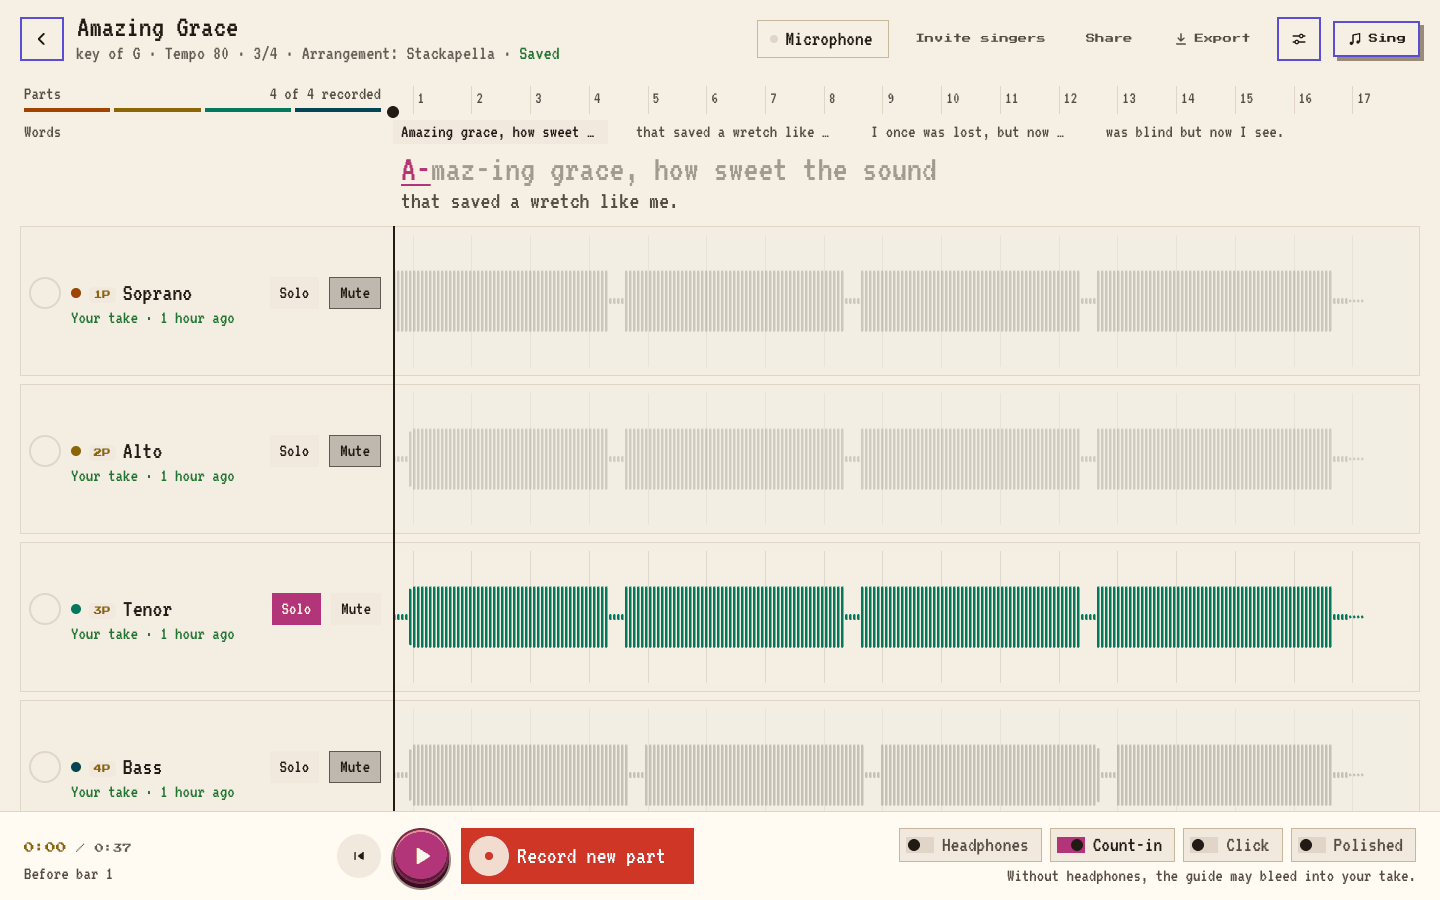 Amazing Grace
key of G · Tempo 80 · 3/4 · Arrangement: Stackapella · Saved
Microphone
Invite singers
Share
Export
Sing
Parts
4 of 4 recorded
1 2 3 4 5 6 7 8 9 10 11 12 13 14 15 16 17
Words
Amazing grace, how sweet …
that saved a wretch like …
I once was lost, but now …
was blind but now I see.
A-maz-ing grace, how sweet the sound
that saved a wretch like me.
1P Soprano
Solo
Mute
Your take · 1 hour ago
2P Alto
Solo
Mute
Your take · 1 hour ago
3P Tenor
Solo
Mute
Your take · 1 hour ago
4P Bass
Solo
Mute
Your take · 1 hour ago
0:00 / 0:37
Before bar 1
Record new part
Headphones
Count-in
Click
Polished
Without headphones, the guide may bleed into your take.